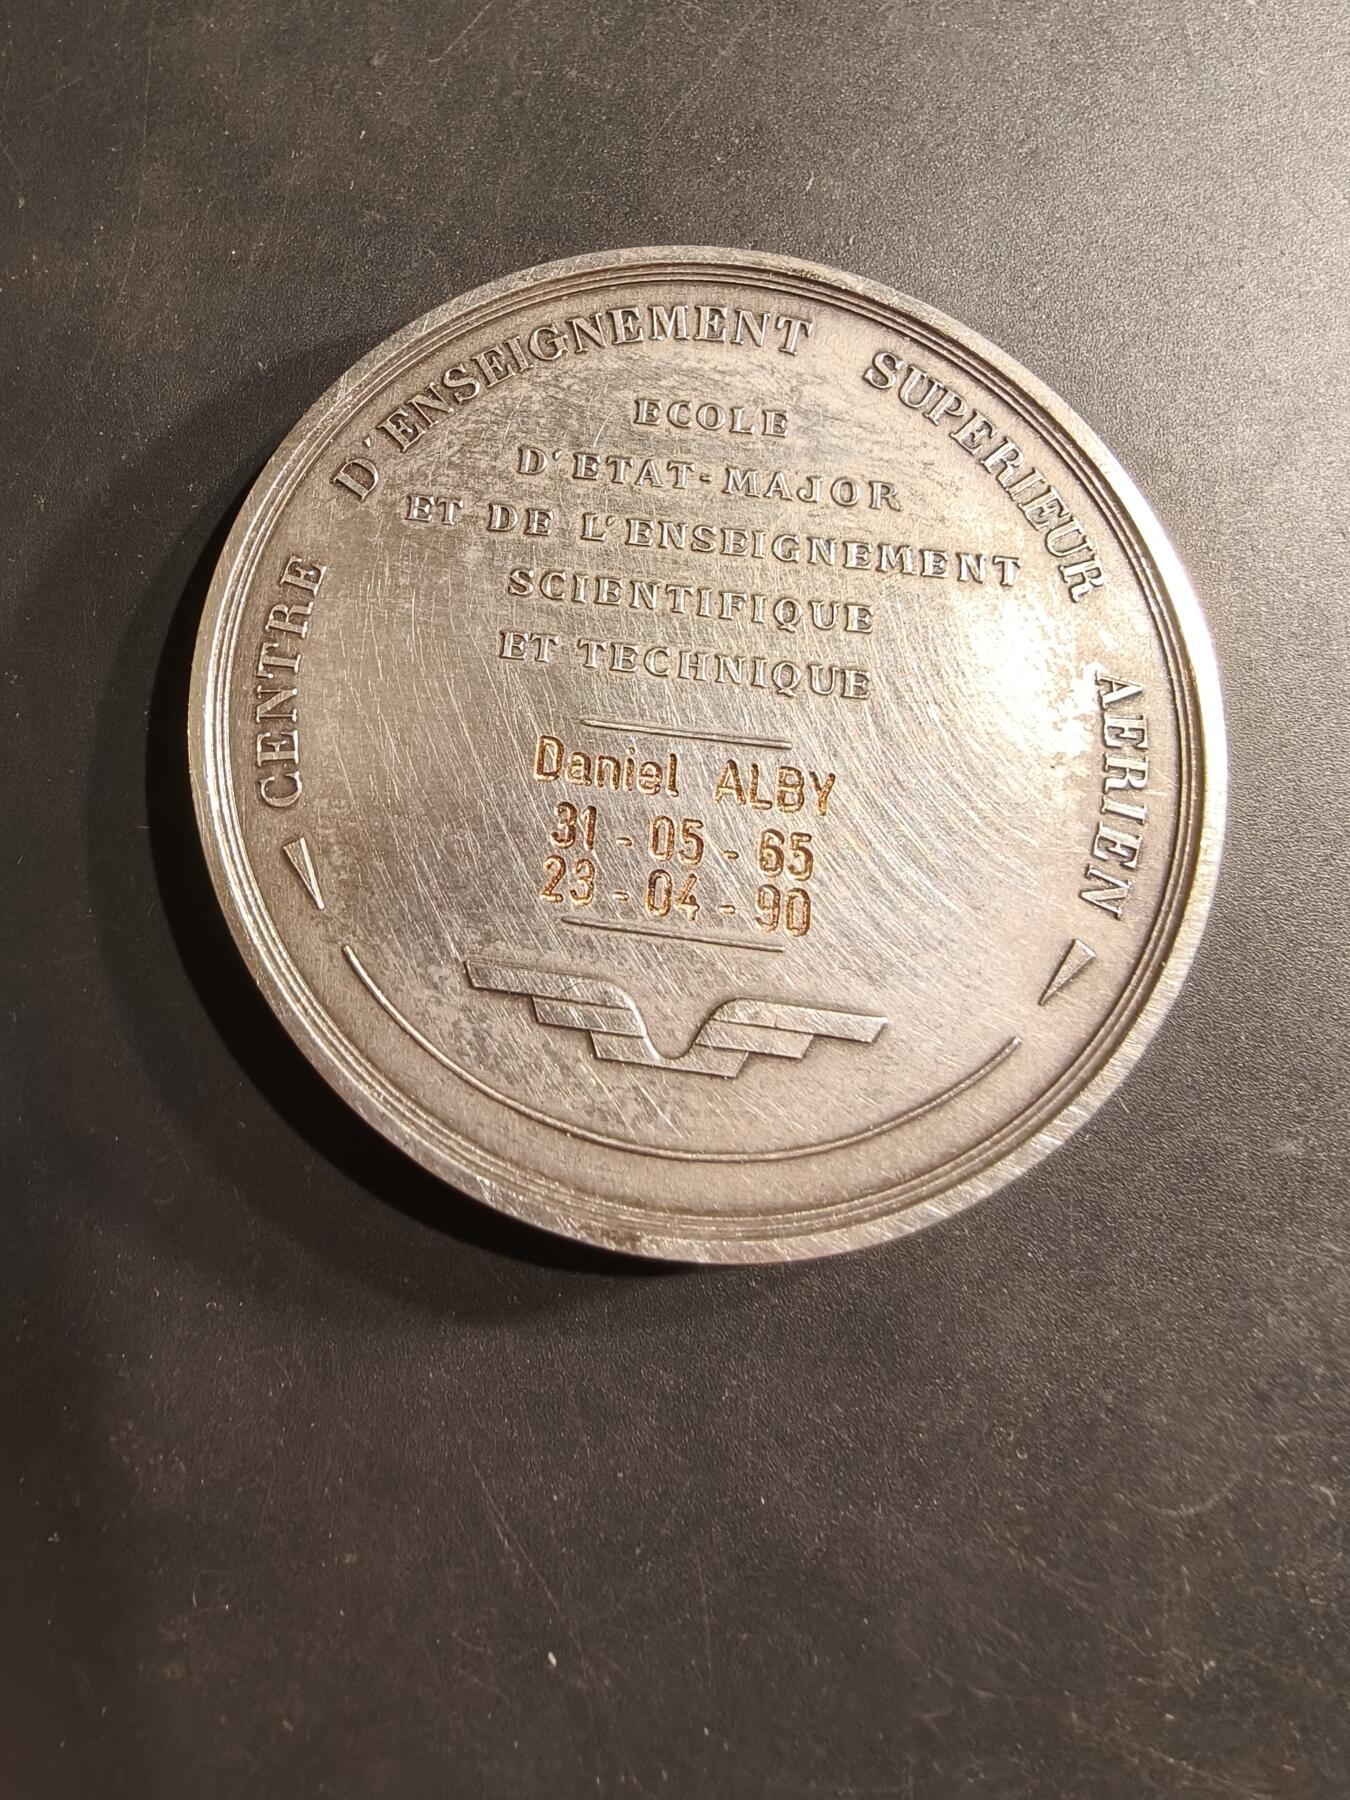 CENTRE D'ENSEIGNEMENT SUPERIEUR AERIEN
ECOLE
D'ETAT-MAJOR
ET DE L'ENSEIGNEMENT
SCIENTIFIQUE
ET TECHNIQUE
Daniel ALBY
31 - 05 - 65
23 - 04 - 90